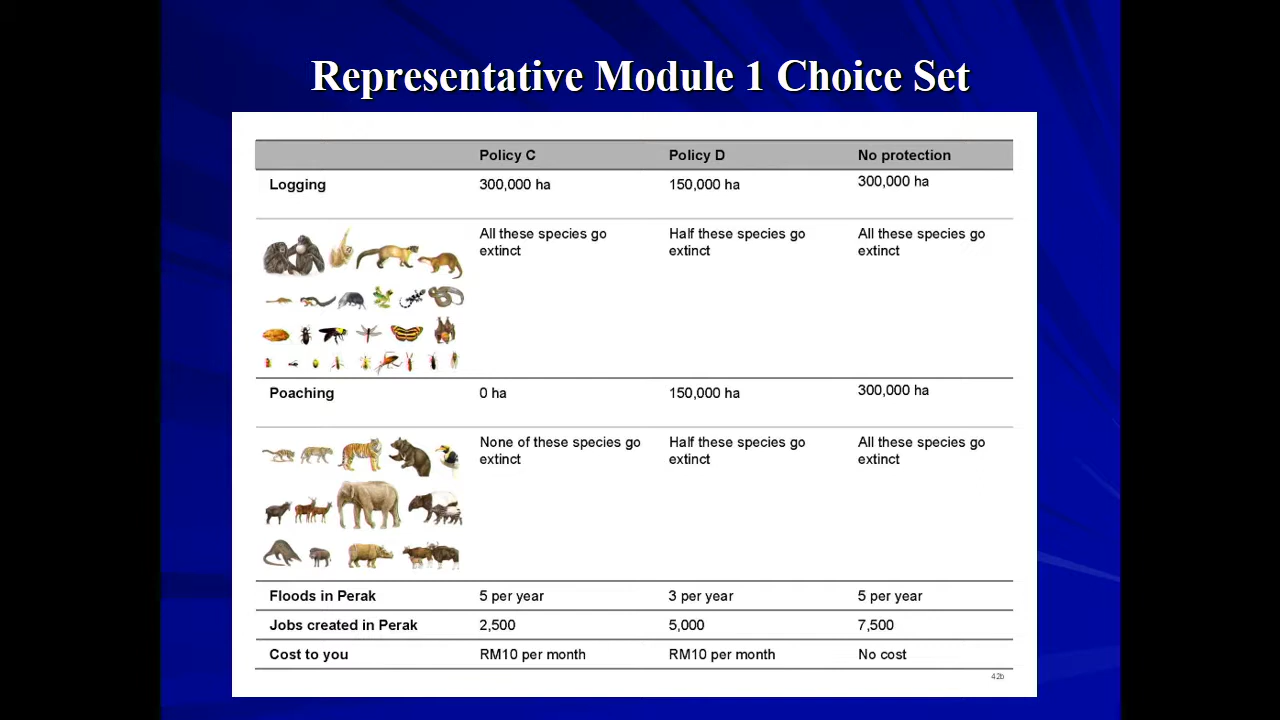 Representative Module 1 Choice Set
Policy C Policy D No protection
Logging 300,000 ha 150,000 ha 300,000 ha
All these species go Half these species go All these species go
extinct extinct extinct
Poaching 0 ha 150,000 ha 300,000 ha
None of these species go Half these species go All these species go
extinct extinct extinct
Floods in Perak 5 per year 3 per year 5 per year
Jobs created in Perak 2,500 5,000 7,500
Cost to you RM10 per month RM10 per month No cost
42b